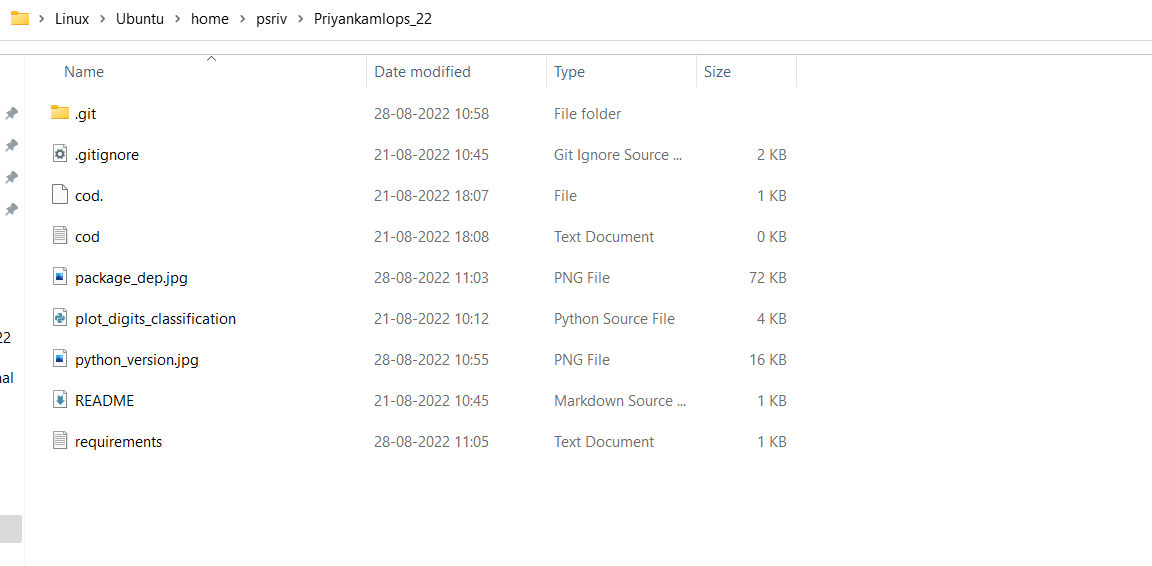 Linux > Ubuntu > home > psriv > Priyankamlops_22
Name Date modified Type Size
.git 28-08-2022 10:58 File folder
.gitignore 21-08-2022 10:45 Git Ignore Source ... 2 KB
cod. 21-08-2022 18:07 File 1 KB
cod 21-08-2022 18:08 Text Document 0 KB
package_dep.jpg 28-08-2022 11:03 PNG File 72 KB
plot_digits_classification 21-08-2022 10:12 Python Source File 4 KB
22
python_version.jpg 28-08-2022 10:55 PNG File 16 KB
nal
README 21-08-2022 10:45 Markdown Source ... 1 KB
requirements 28-08-2022 11:05 Text Document 1 KB